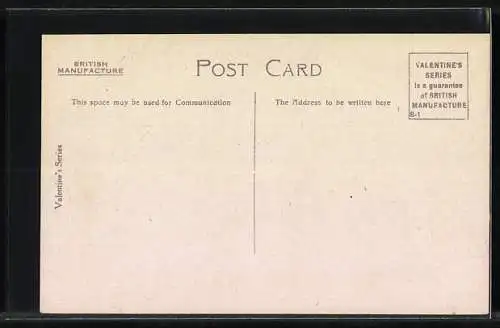 BRITISH
MANUFACTURE
POST CARD
VALENTINE'S
SERIES
is a guarantee
of BRITISH
MANUFACTURE
S-1
This space may be used for Communication
The Address to be written here
Valentine's Series